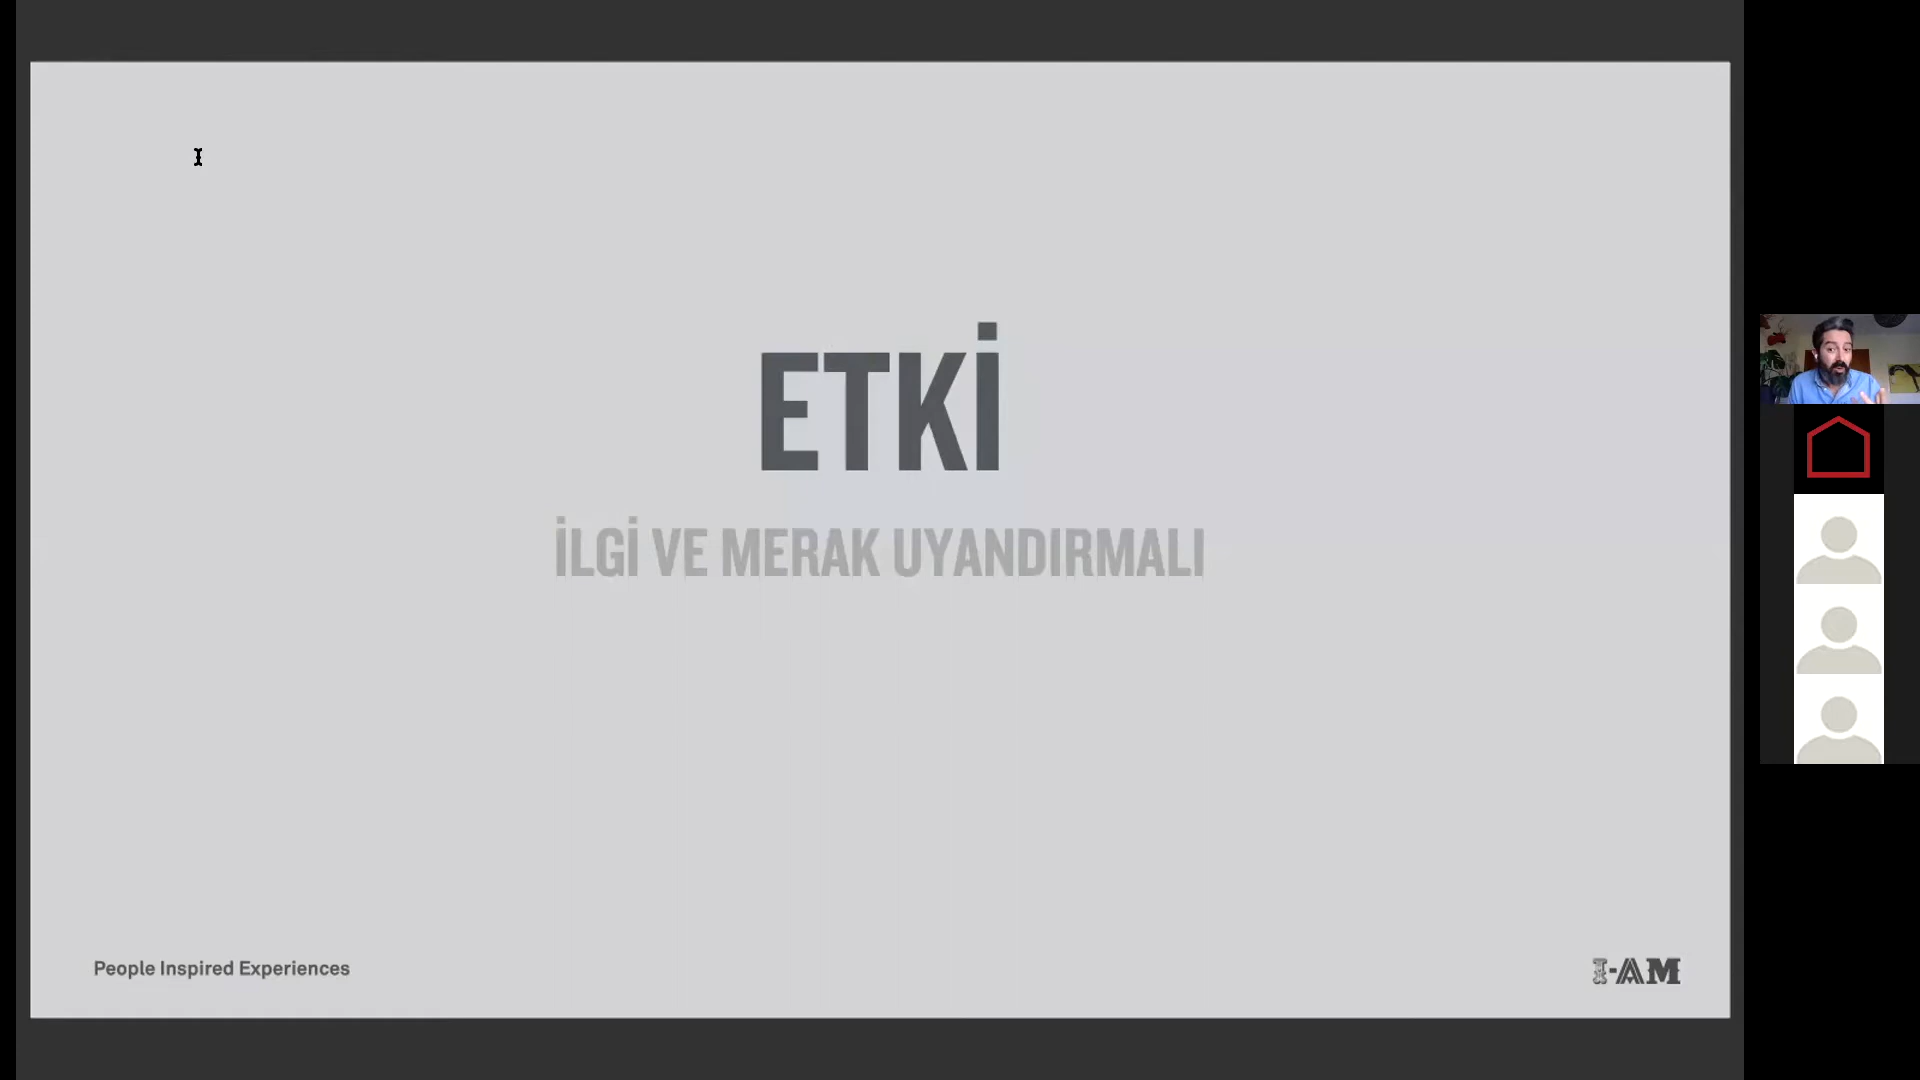 ETKİ
İLGİ VE MERAK UYANDIRMALI
People Inspired Experiences
I-AM